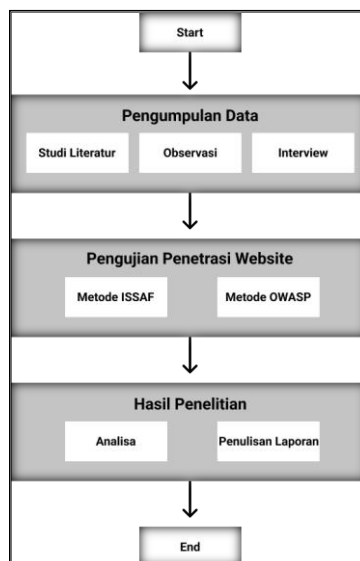 Start
Pengumpulan Data
Studi Literatur
Observasi
Interview
Pengujian Penetrasi Website
Metode ISSAF
Metode OWASP
Hasil Penelitian
Analisa
Penulisan Laporan
End